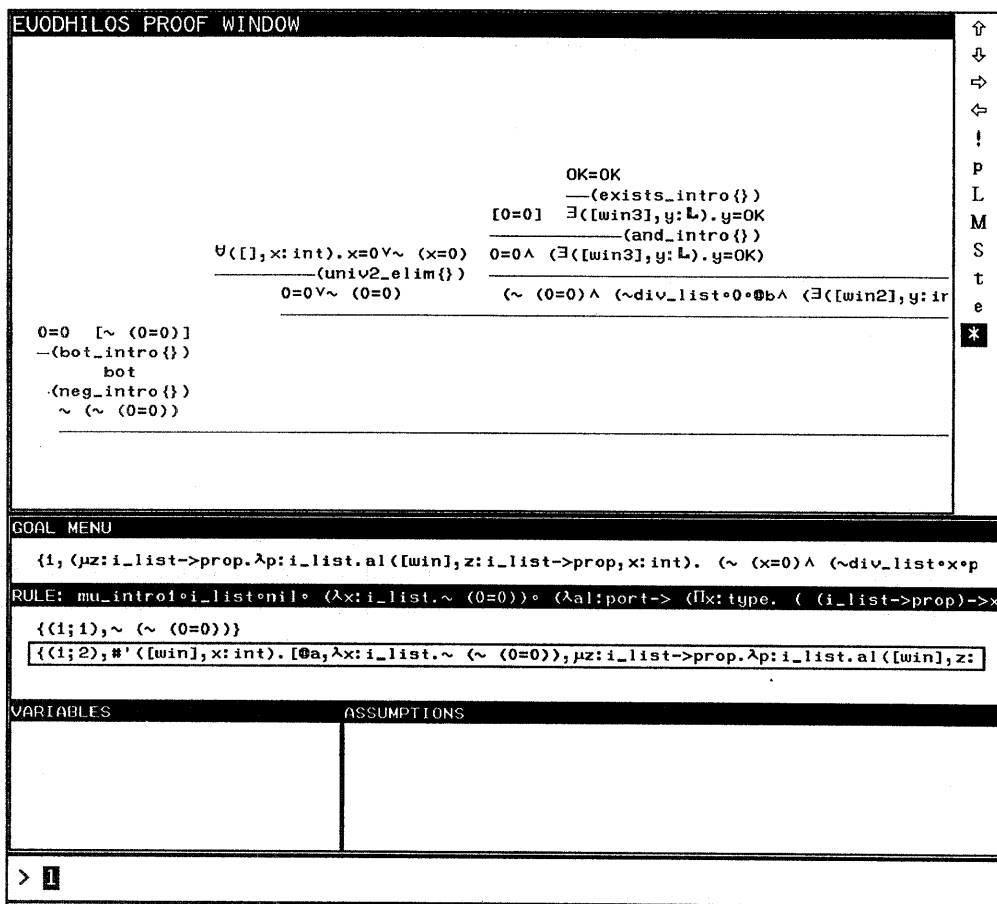 EUODHILOS PROOF WINDOW
⇧
⇩
⇨
⇦
!
P
L
M
S
t
e
*
OK=OK
(exists_intro{})
[0=0] ∃([win3],y:L).y=OK
(and_intro{})
∀([],x:int).x=0∨~ (x=0) 0=0∧ (∃([win3],y:L).y=OK)
(univ2_elim{})
0=0∨~ (0=0) (~ (0=0)∧ (~div_list∘0∘@b∧ (∃([win2],y:ir
0=0 [~ (0=0)]
(bot_intro{})
bot
(neg_intro{})
~ (~ (0=0))
GOAL MENU
{1,(μz:i_list->prop.λp:i_list.al([win],z:i_list->prop,x:int). (~ (x=0)∧ (~div_list∘x∘p
RULE: mu_intro1∘i_list∘nil∘ (λx:i_list.~ (0=0))∘ (λal:port-> (Πx:type. ( (i_list->prop)->x
{(1;1),~ (~ (0=0))}
{(1;2),#'([win],x:int).[@a,λx:i_list.~ (~ (0=0)),μz:i_list->prop.λp:i_list.al([win],z:
VARIABLES ASSUMPTIONS
> 1